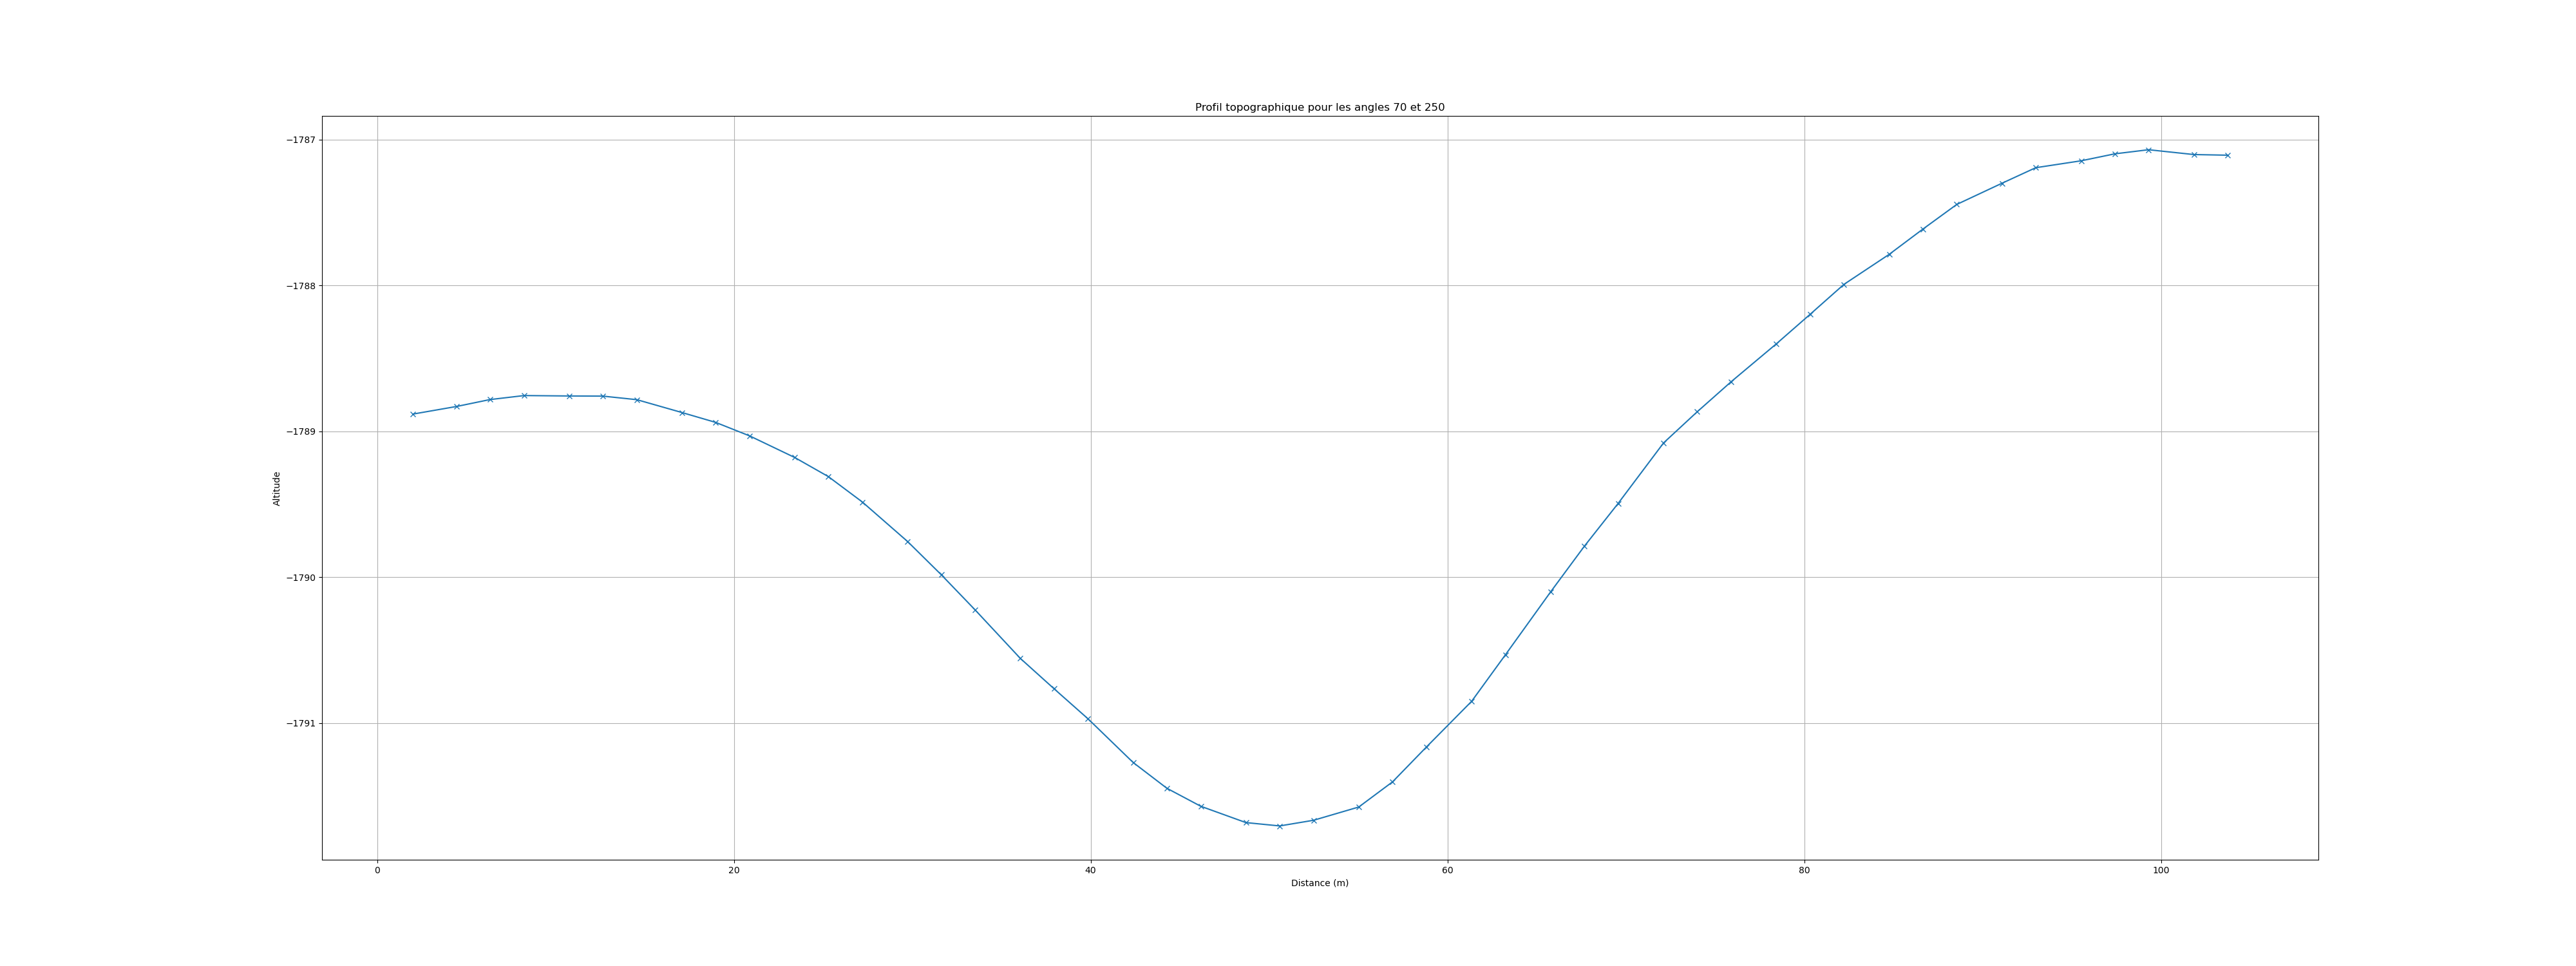 Profil topographique pour les angles 70 et 250
−1787
−1788
−1789
−1790
−1791
Altitude
0 20 40 60 80 100
Distance (m)